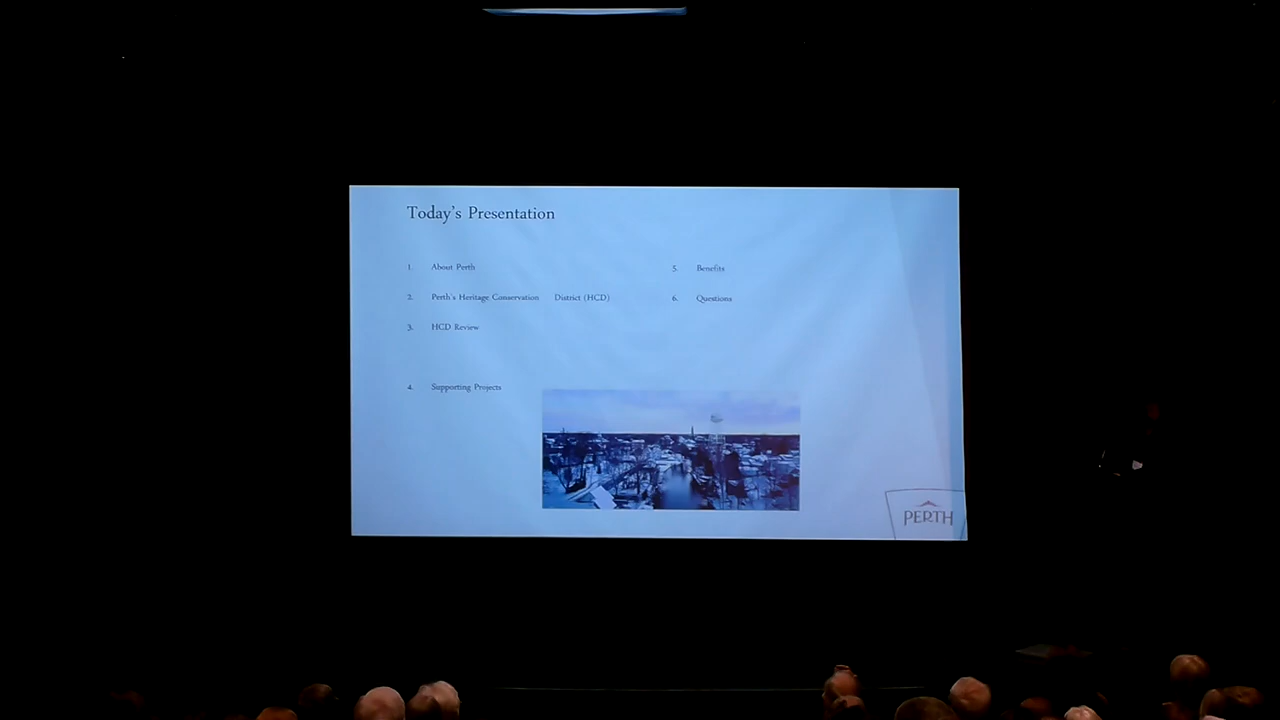 Today's Presentation
1. About Perth
2. Perth's Heritage Conservation District (HCD)
3. HCD Review
4. Supporting Projects
5. Benefits
6. Questions
PERTH